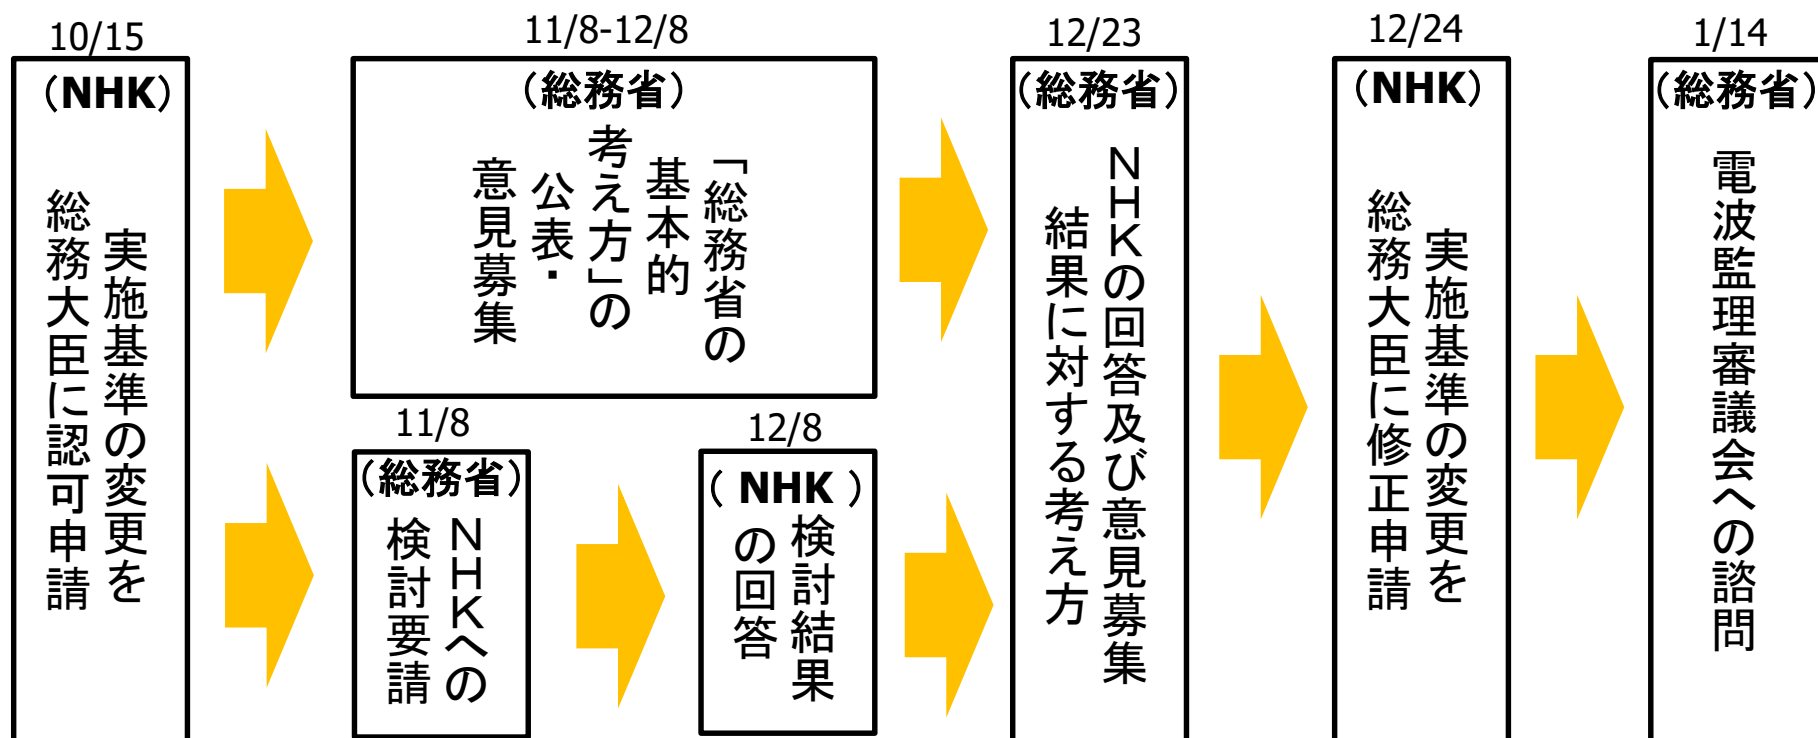 10/15
（NHK）
実施基準の変更を
総務大臣に認可申請
11/8-12/8
（総務省）
「総務省の
基本的
考え方」の
公表・
意見募集
11/8
（総務省）
ＮＨＫへの
検討要請
12/8
（ NHK ）
検討結果
の回答
12/23
（総務省）
ＮＨＫの回答及び意見募集
結果に対する考え方
12/24
（NHK）
実施基準の変更を
総務大臣に修正申請
1/14
（総務省）
電波監理審議会への諮問